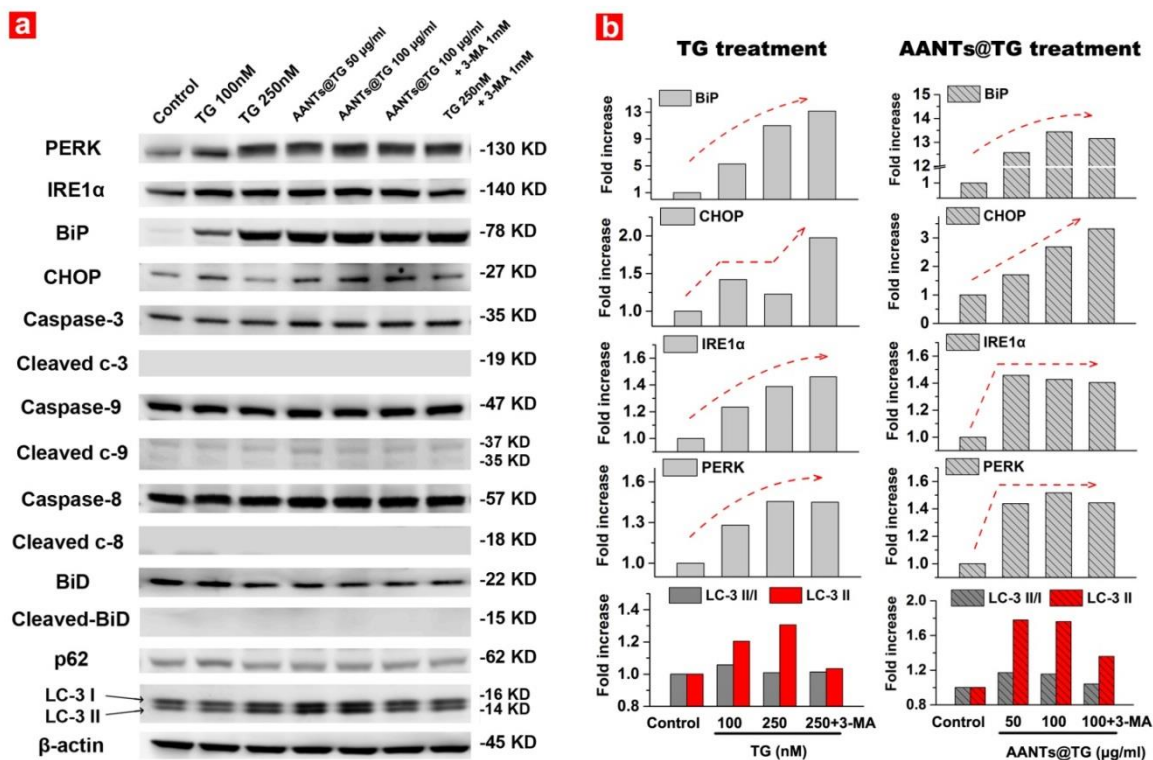 a
Control
TG 100nM
TG 250nM
AANTs@TG 50 µg/ml
AANTs@TG 100 µg/ml
AANTs@TG 100 µg/ml
+ 3-MA 1mM
TG 250nM
+ 3-MA 1mM
PERK -130 KD
IRE1α -140 KD
BiP -78 KD
CHOP -27 KD
Caspase-3 -35 KD
Cleaved c-3 -19 KD
Caspase-9 -47 KD
Cleaved c-9 -37 KD
-35 KD
Caspase-8 -57 KD
Cleaved c-8 -18 KD
BiD -22 KD
Cleaved-BiD -15 KD
p62 -62 KD
LC-3 I -16 KD
LC-3 II -14 KD
β-actin -45 KD
b
TG treatment
BiP
Fold increase
13
9
5
1
CHOP
Fold increase
2.0
1.5
1.0
IRE1α
Fold increase
1.6
1.4
1.2
1.0
PERK
Fold increase
1.6
1.3
1.0
LC-3 II/I LC-3 II
Fold increase
1.4
1.2
1.0
0.8
Control 100 250 250+3-MA
TG (nM)
AANTs@TG treatment
BiP
Fold increase
15
14
13
12
1
CHOP
Fold increase
4
3
2
1
0
IRE1α
Fold increase
1.6
1.4
1.2
1.0
PERK
Fold increase
1.6
1.4
1.2
1.0
LC-3 II/I LC-3 II
Fold increase
2.0
1.6
1.2
0.8
Control 50 100 100+3-MA
AANTs@TG (µg/ml)